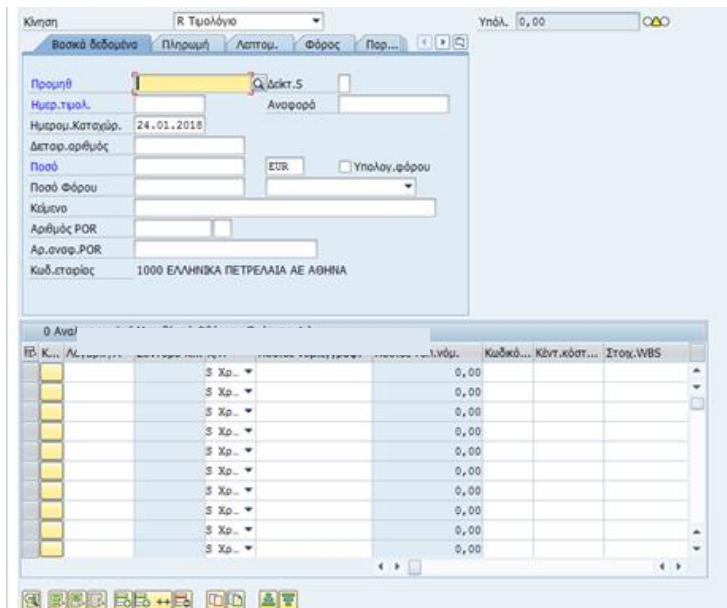 Κίνηση R Τιμολόγιο Υπόλ. 0,00
Βασικά δεδομένα Πληρωμή Λεπτομ. Φόρος Παρ...
Προμηθ Δείκτ.S
Ημερ.τιμολ. Αναφορά
Ημερομ.Καταχώρ. 24.01.2018
Διεταιρ.αριθμός
Ποσό EUR Υπολογ.φόρου
Ποσό Φόρου
Κείμενο
Αριθμός POR
Αρ.αναφ.POR
Κωδ.εταιρίας 1000 ΕΛΛΗΝΙΚΑ ΠΕΤΡΕΛΑΙΑ ΑΕ ΑΘΗΝΑ
0
Κ... Κωδικό... Κέντ.κόστ... Στοιχ.WBS
S Χρ... 0,00
S Χρ... 0,00
S Χρ... 0,00
S Χρ... 0,00
S Χρ... 0,00
S Χρ... 0,00
S Χρ... 0,00
S Χρ... 0,00
S Χρ... 0,00
S Χρ... 0,00